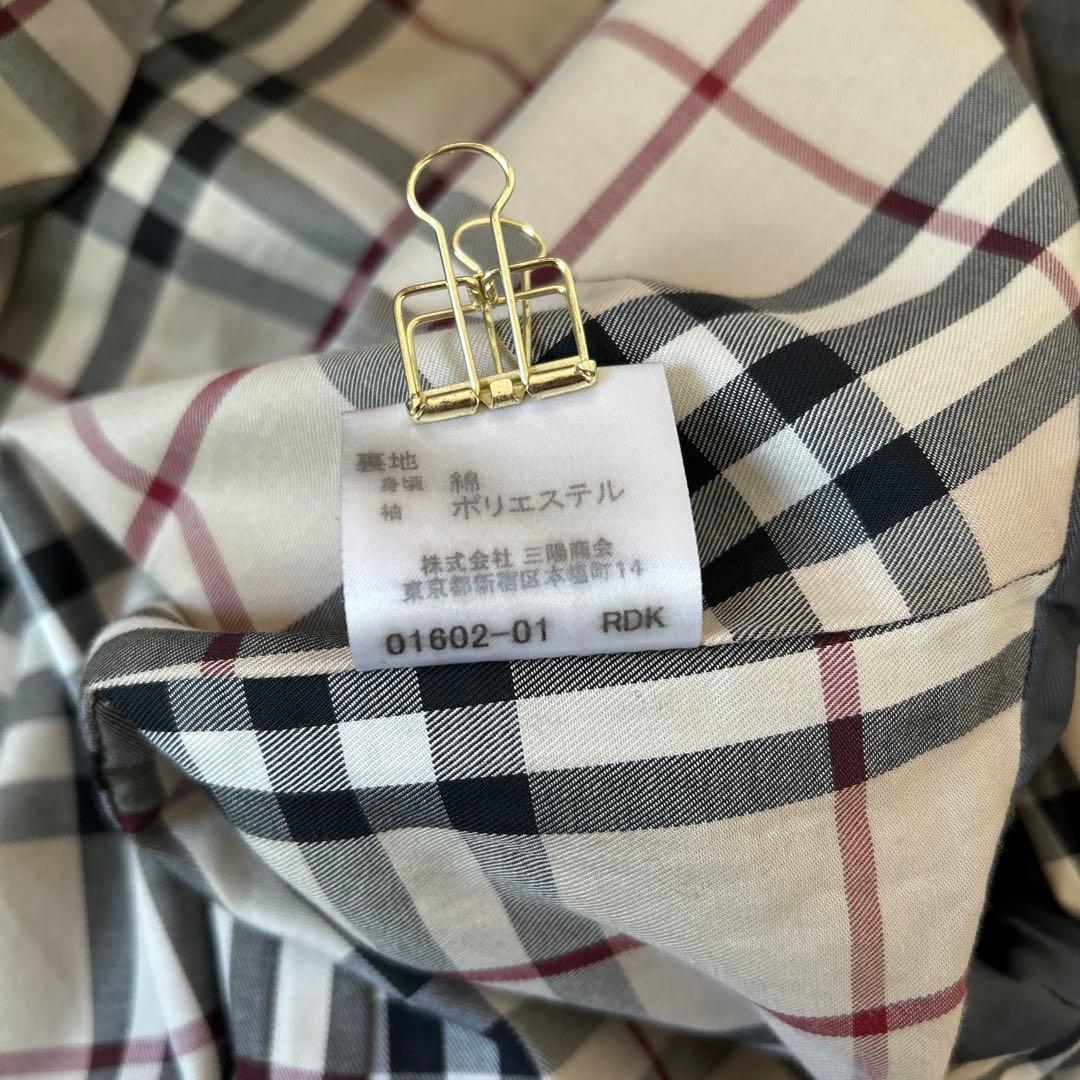 裏地
身頃 綿
袖 ポリエステル
株式会社 三陽商会
東京都新宿区本塩町14
01602-01 RDK